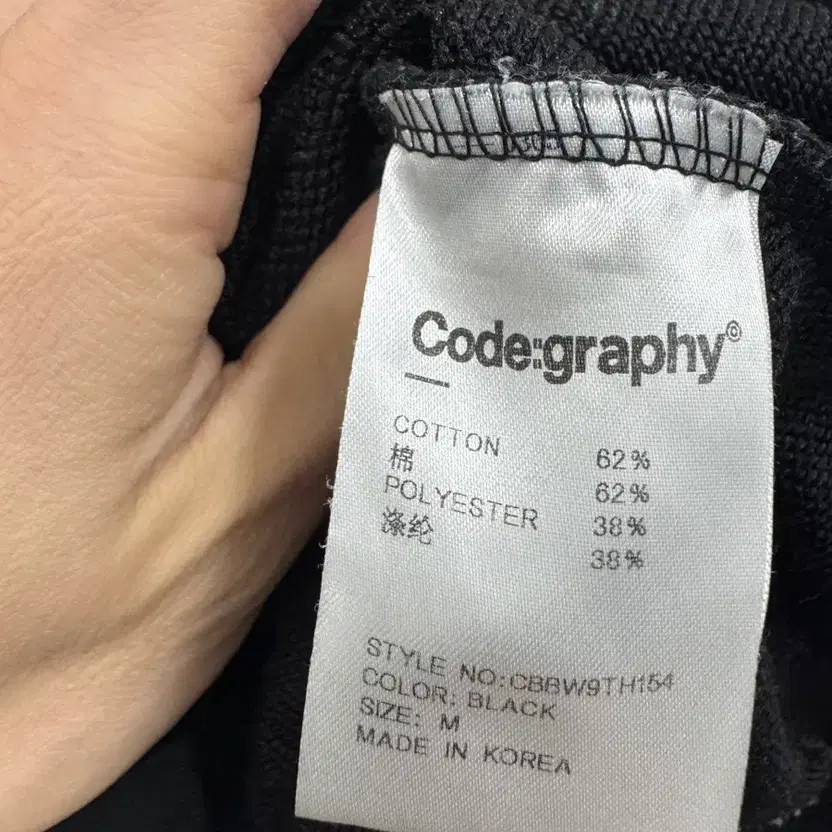 Code:graphy©
COTTON 62%
棉 62%
POLYESTER 38%
涤纶 38%
STYLE NO:CBBW9TH154
COLOR: BLACK
SIZE: M
MADE IN KOREA